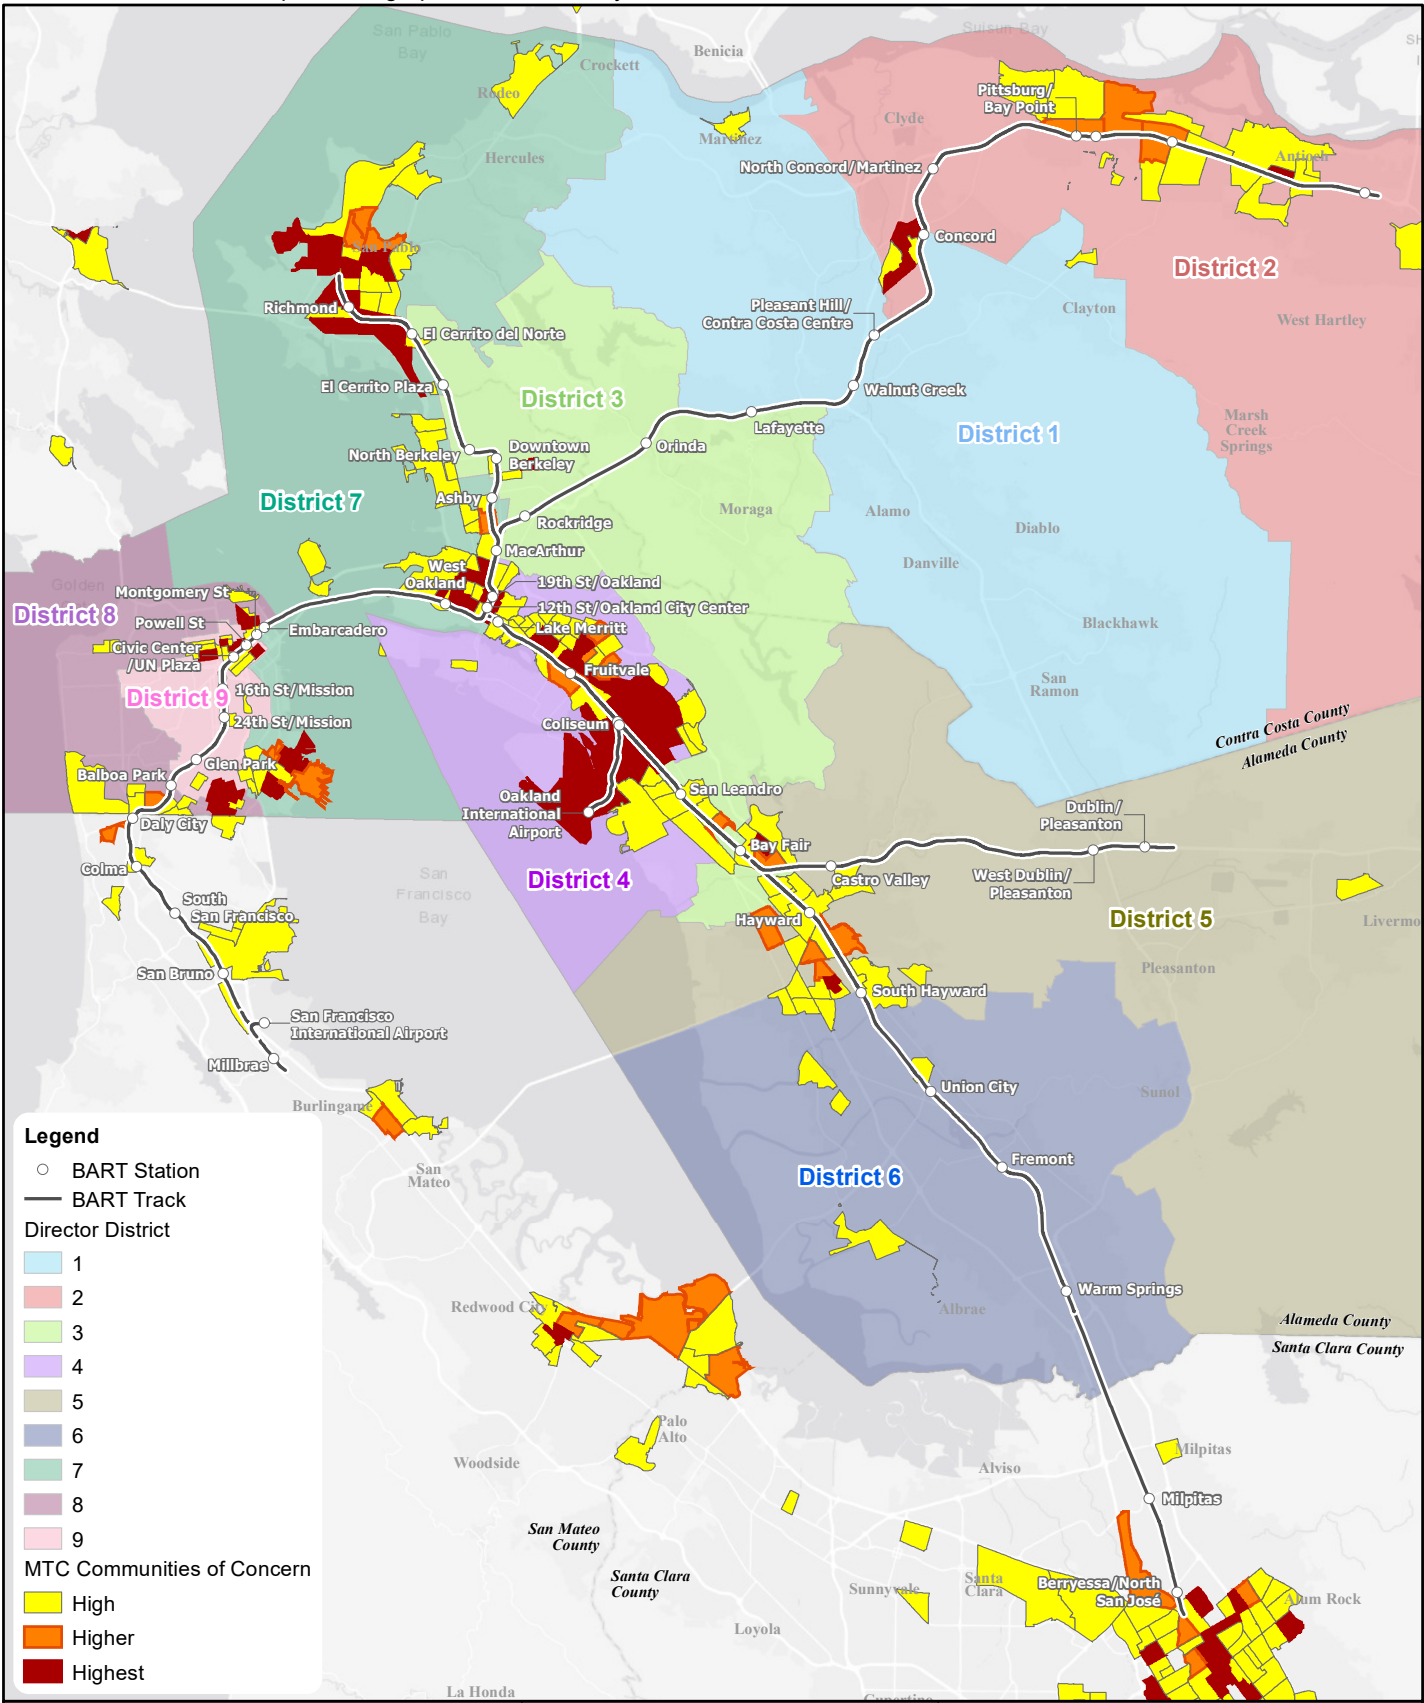 San Pablo
Bay
Suisun Bay
Benicia
Crockett
Rodeo
Pittsburg/
Bay Point
Clyde
Martinez
Hercules
Antioch
North Concord/Martinez
San Pablo
Concord
District 2
Richmond
Pleasant Hill/
Contra Costa Centre
Clayton
West Hartley
El Cerrito del Norte
El Cerrito Plaza
Walnut Creek
District 3
Lafayette
Marsh
Creek
Springs
District 1
North Berkeley
Downtown
Berkeley
Orinda
District 7
Ashby
Rockridge
Moraga
Alamo
Diablo
MacArthur
Danville
West
Oakland
19th St/Oakland
Golden
Montgomery St
District 8
12th St/Oakland City Center
Powell St
Embarcadero
Lake Merritt
Blackhawk
Civic Center
/UN Plaza
Fruitvale
San
Ramon
16th St/Mission
District 9
24th St/Mission
Coliseum
Contra Costa County
Alameda County
Glen Park
Balboa Park
San Leandro
Oakland
International
Airport
Dublin/
Pleasanton
Daly City
Bay Fair
Colma
San
Francisco
Bay
District 4
Castro Valley
West Dublin/
Pleasanton
South
San Francisco
Hayward
District 5
Livermo
San Bruno
Pleasanton
South Hayward
San Francisco
International Airport
Millbrae
Union City
Sunol
Burlingame
Fremont
San
Mateo
District 6
Warm Springs
Redwood City
Albrae
Alameda County
Santa Clara County
Palo
Alto
Woodside
Alviso
Milpitas
Milpitas
San Mateo
County
Santa Clara
County
Sunnyvale
Santa
Clara
Berryessa/North
San José
Alum Rock
Loyola
La Honda
Cupertino
Legend
BART Station
BART Track
Director District
1
2
3
4
5
6
7
8
9
MTC Communities of Concern
High
Higher
Highest